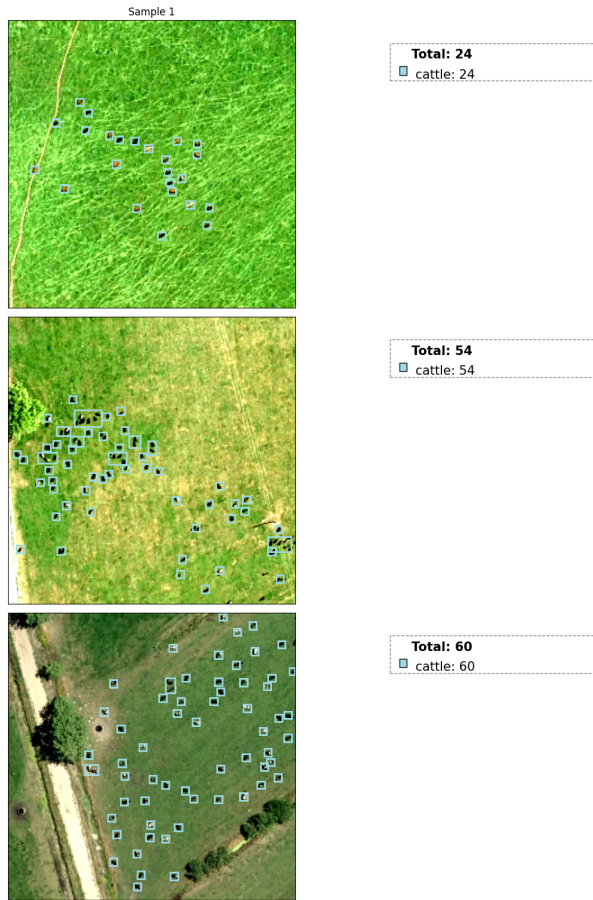 Sample 1
Total: 24
cattle: 24
Total: 54
cattle: 54
Total: 60
cattle: 60